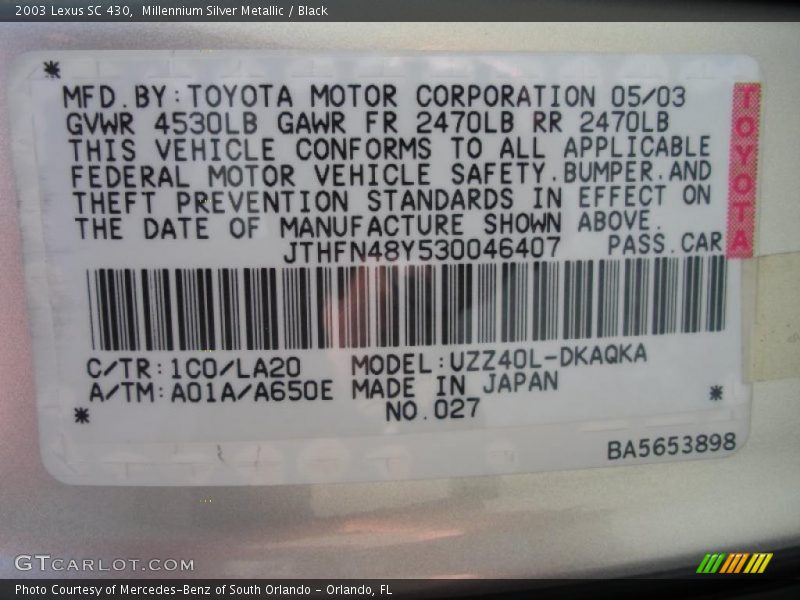 2003 Lexus SC 430, Millennium Silver Metallic / Black
MFD.BY:TOYOTA MOTOR CORPORATION 05/03
GVWR 4530LB GAWR FR 2470LB RR 2470LB
THIS VEHICLE CONFORMS TO ALL APPLICABLE
FEDERAL MOTOR VEHICLE SAFETY.BUMPER.AND
THEFT PREVENTION STANDARDS IN EFFECT ON
THE DATE OF MANUFACTURE SHOWN ABOVE.
JTHFN48Y530046407 PASS.CAR
TOYOTA
C/TR:1C0/LA20 MODEL:UZZ40L-DKAQKA
A/TM:A01A/A650E MADE IN JAPAN
NO.027
BA5653898
GTCARLOT.COM
Photo Courtesy of Mercedes-Benz of South Orlando - Orlando, FL